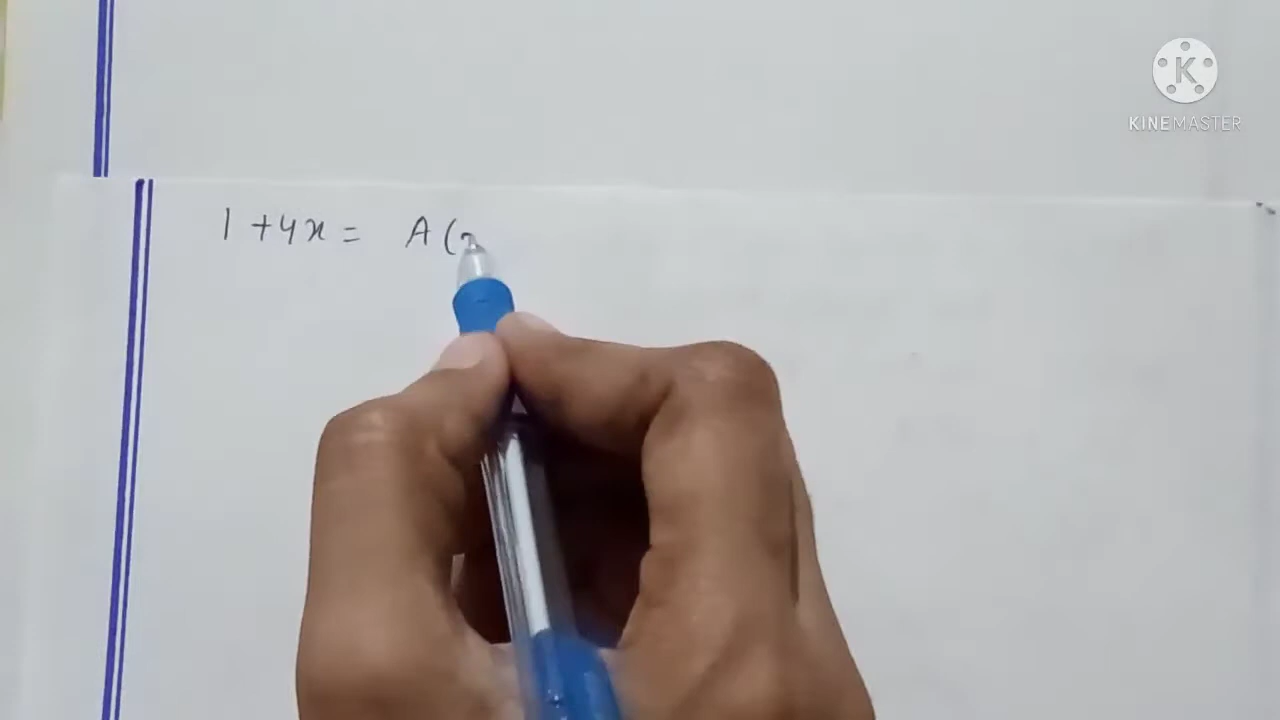 K
KINEMASTER
1 + 4x = A (